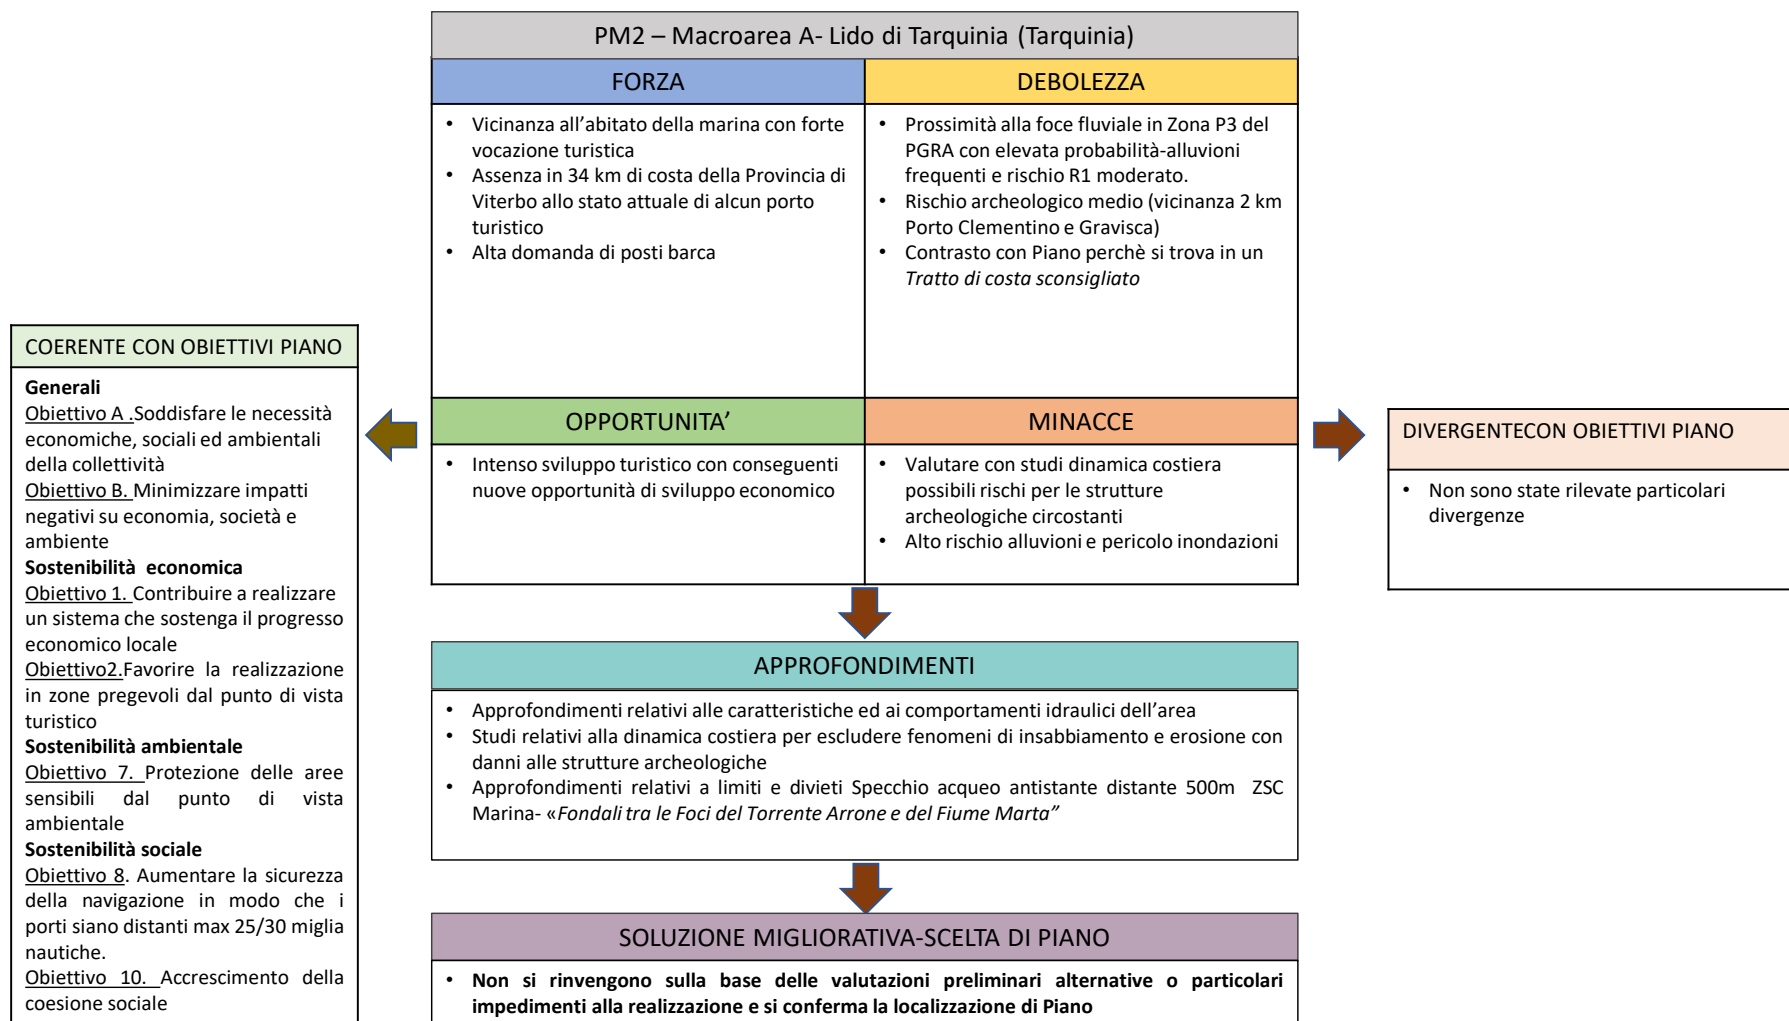 PM2 – Macroarea A- Lido di Tarquinia (Tarquinia)
FORZA
• Vicinanza all’abitato della marina con forte
vocazione turistica
• Assenza in 34 km di costa della Provincia di
Viterbo allo stato attuale di alcun porto
turistico
• Alta domanda di posti barca
DEBOLEZZA
• Prossimità alla foce fluviale in Zona P3 del
PGRA con elevata probabilità-alluvioni
frequenti e rischio R1 moderato.
• Rischio archeologico medio (vicinanza 2 km
Porto Clementino e Gravisca)
• Contrasto con Piano perchè si trova in un
Tratto di costa sconsigliato
OPPORTUNITA’
• Intenso sviluppo turistico con conseguenti
nuove opportunità di sviluppo economico
MINACCE
• Valutare con studi dinamica costiera
possibili rischi per le strutture
archeologiche circostanti
• Alto rischio alluvioni e pericolo inondazioni
COERENTE CON OBIETTIVI PIANO
Generali
Obiettivo A .Soddisfare le necessità
economiche, sociali ed ambientali
della collettività
Obiettivo B. Minimizzare impatti
negativi su economia, società e
ambiente
Sostenibilità economica
Obiettivo 1. Contribuire a realizzare
un sistema che sostenga il progresso
economico locale
Obiettivo2.Favorire la realizzazione
in zone pregevoli dal punto di vista
turistico
Sostenibilità ambientale
Obiettivo 7. Protezione delle aree
sensibili dal punto di vista
ambientale
Sostenibilità sociale
Obiettivo 8. Aumentare la sicurezza
della navigazione in modo che i
porti siano distanti max 25/30 miglia
nautiche.
Obiettivo 10. Accrescimento della
coesione sociale
DIVERGENTECON OBIETTIVI PIANO
• Non sono state rilevate particolari
divergenze
APPROFONDIMENTI
• Approfondimenti relativi alle caratteristiche ed ai comportamenti idraulici dell’area
• Studi relativi alla dinamica costiera per escludere fenomeni di insabbiamento e erosione con
danni alle strutture archeologiche
• Approfondimenti relativi a limiti e divieti Specchio acqueo antistante distante 500m ZSC
Marina- «Fondali tra le Foci del Torrente Arrone e del Fiume Marta”
SOLUZIONE MIGLIORATIVA-SCELTA DI PIANO
• Non si rinvengono sulla base delle valutazioni preliminari alternative o particolari
impedimenti alla realizzazione e si conferma la localizzazione di Piano